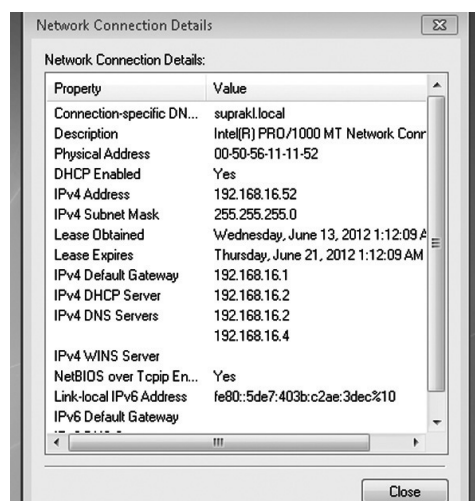 Network Connection Details
Network Connection Details:
Property Value
Connection-specific DN... suprakl.local
Description Intel(R) PRO/1000 MT Network Conr
Physical Address 00-50-56-11-11-52
DHCP Enabled Yes
IPv4 Address 192.168.16.52
IPv4 Subnet Mask 255.255.255.0
Lease Obtained Wednesday, June 13, 2012 1:12:09 A
Lease Expires Thursday, June 21, 2012 1:12:09 AM
IPv4 Default Gateway 192.168.16.1
IPv4 DHCP Server 192.168.16.2
IPv4 DNS Servers 192.168.16.2
192.168.16.4
IPv4 WINS Server
NetBIOS over Tcpip En... Yes
Link-local IPv6 Address fe80::5de7:403b:c2ae:3dec%10
IPv6 Default Gateway
Close